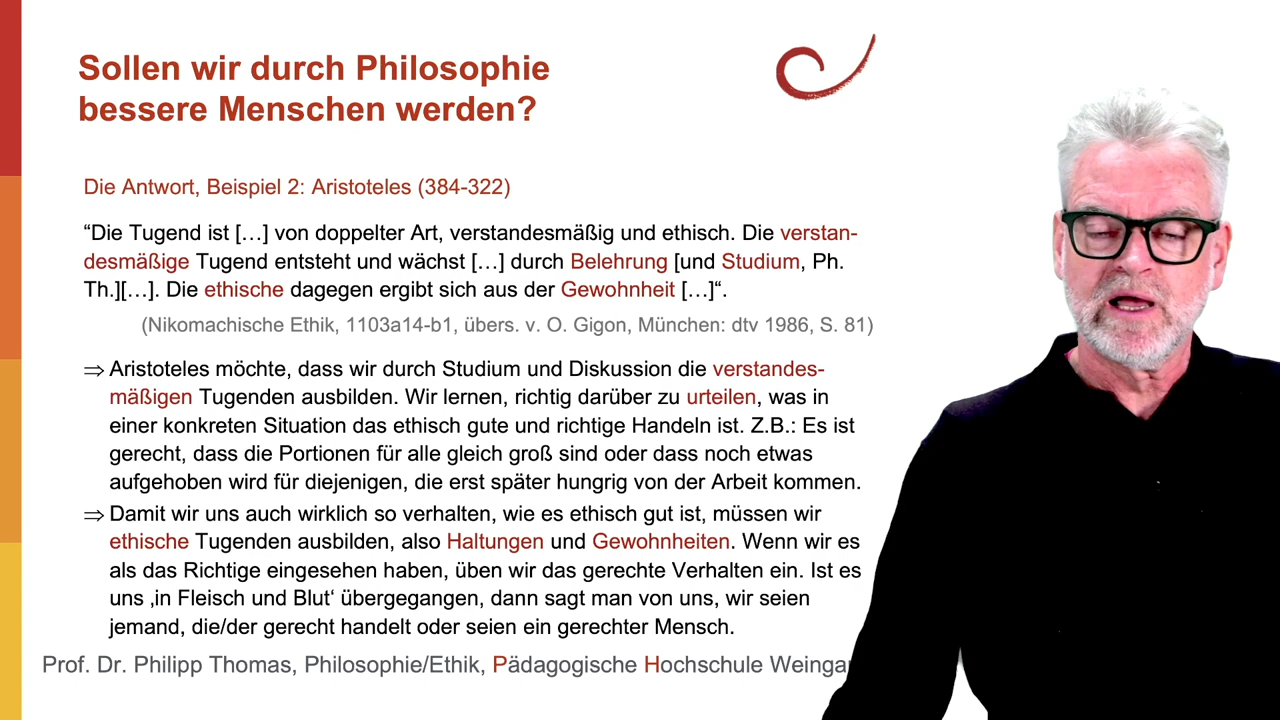 Sollen wir durch Philosophie
bessere Menschen werden?
Die Antwort, Beispiel 2: Aristoteles (384-322)
“Die Tugend ist […] von doppelter Art, verstandesmäßig und ethisch. Die verstan-
desmäßige Tugend entsteht und wächst […] durch Belehrung [und Studium, Ph.
Th.][…]. Die ethische dagegen ergibt sich aus der Gewohnheit […]“.
(Nikomachische Ethik, 1103a14-b1, übers. v. O. Gigon, München: dtv 1986, S. 81)
⇒ Aristoteles möchte, dass wir durch Studium und Diskussion die verstandes-
mäßigen Tugenden ausbilden. Wir lernen, richtig darüber zu urteilen, was in
einer konkreten Situation das ethisch gute und richtige Handeln ist. Z.B.: Es ist
gerecht, dass die Portionen für alle gleich groß sind oder dass noch etwas
aufgehoben wird für diejenigen, die erst später hungrig von der Arbeit kommen.
⇒ Damit wir uns auch wirklich so verhalten, wie es ethisch gut ist, müssen wir
ethische Tugenden ausbilden, also Haltungen und Gewohnheiten. Wenn wir es
als das Richtige eingesehen haben, üben wir das gerechte Verhalten ein. Ist es
uns ‚in Fleisch und Blut‘ übergegangen, dann sagt man von uns, wir seien
jemand, die/der gerecht handelt oder seien ein gerechter Mensch.
Prof. Dr. Philipp Thomas, Philosophie/Ethik, Pädagogische Hochschule